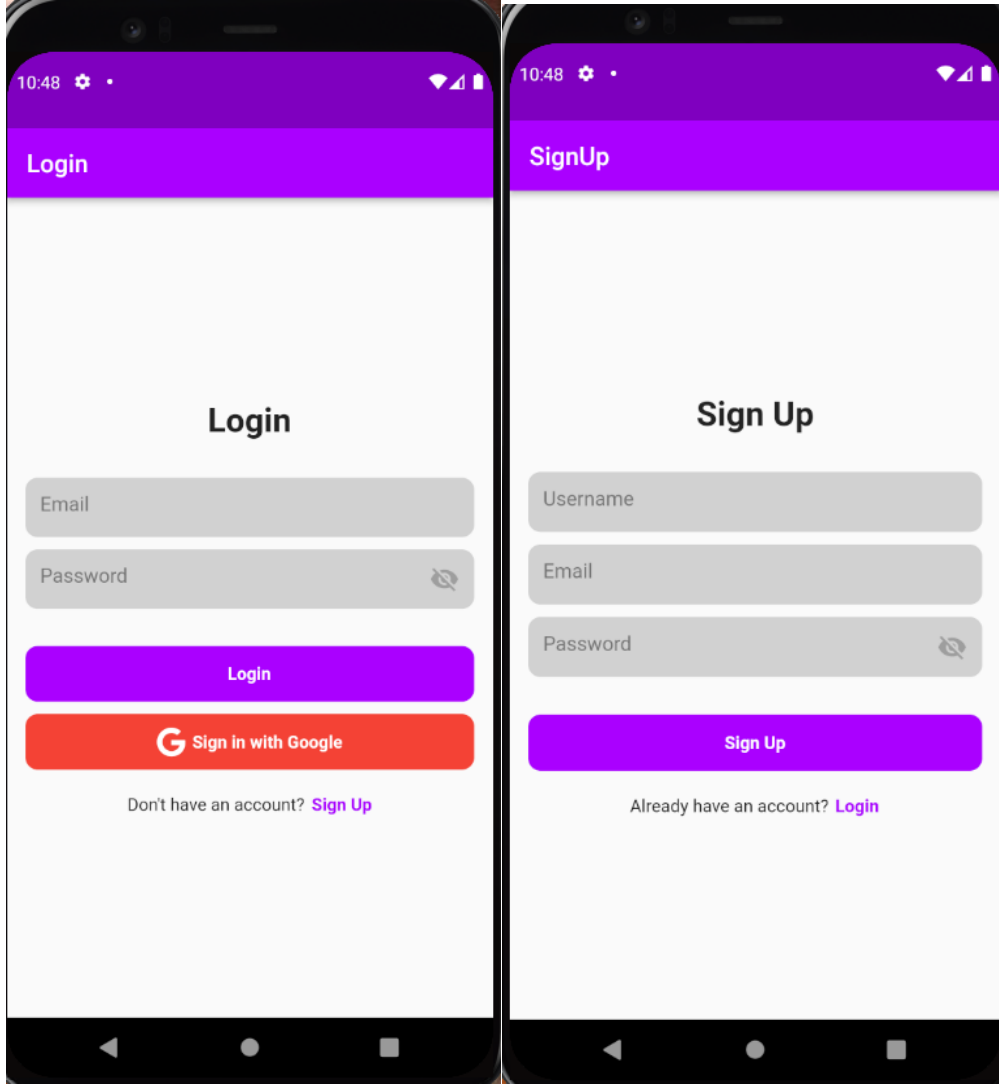 10:48
Login
Login
Email
Password
Login
G Sign in with Google
Don't have an account? Sign Up
10:48
SignUp
Sign Up
Username
Email
Password
Sign Up
Already have an account? Login